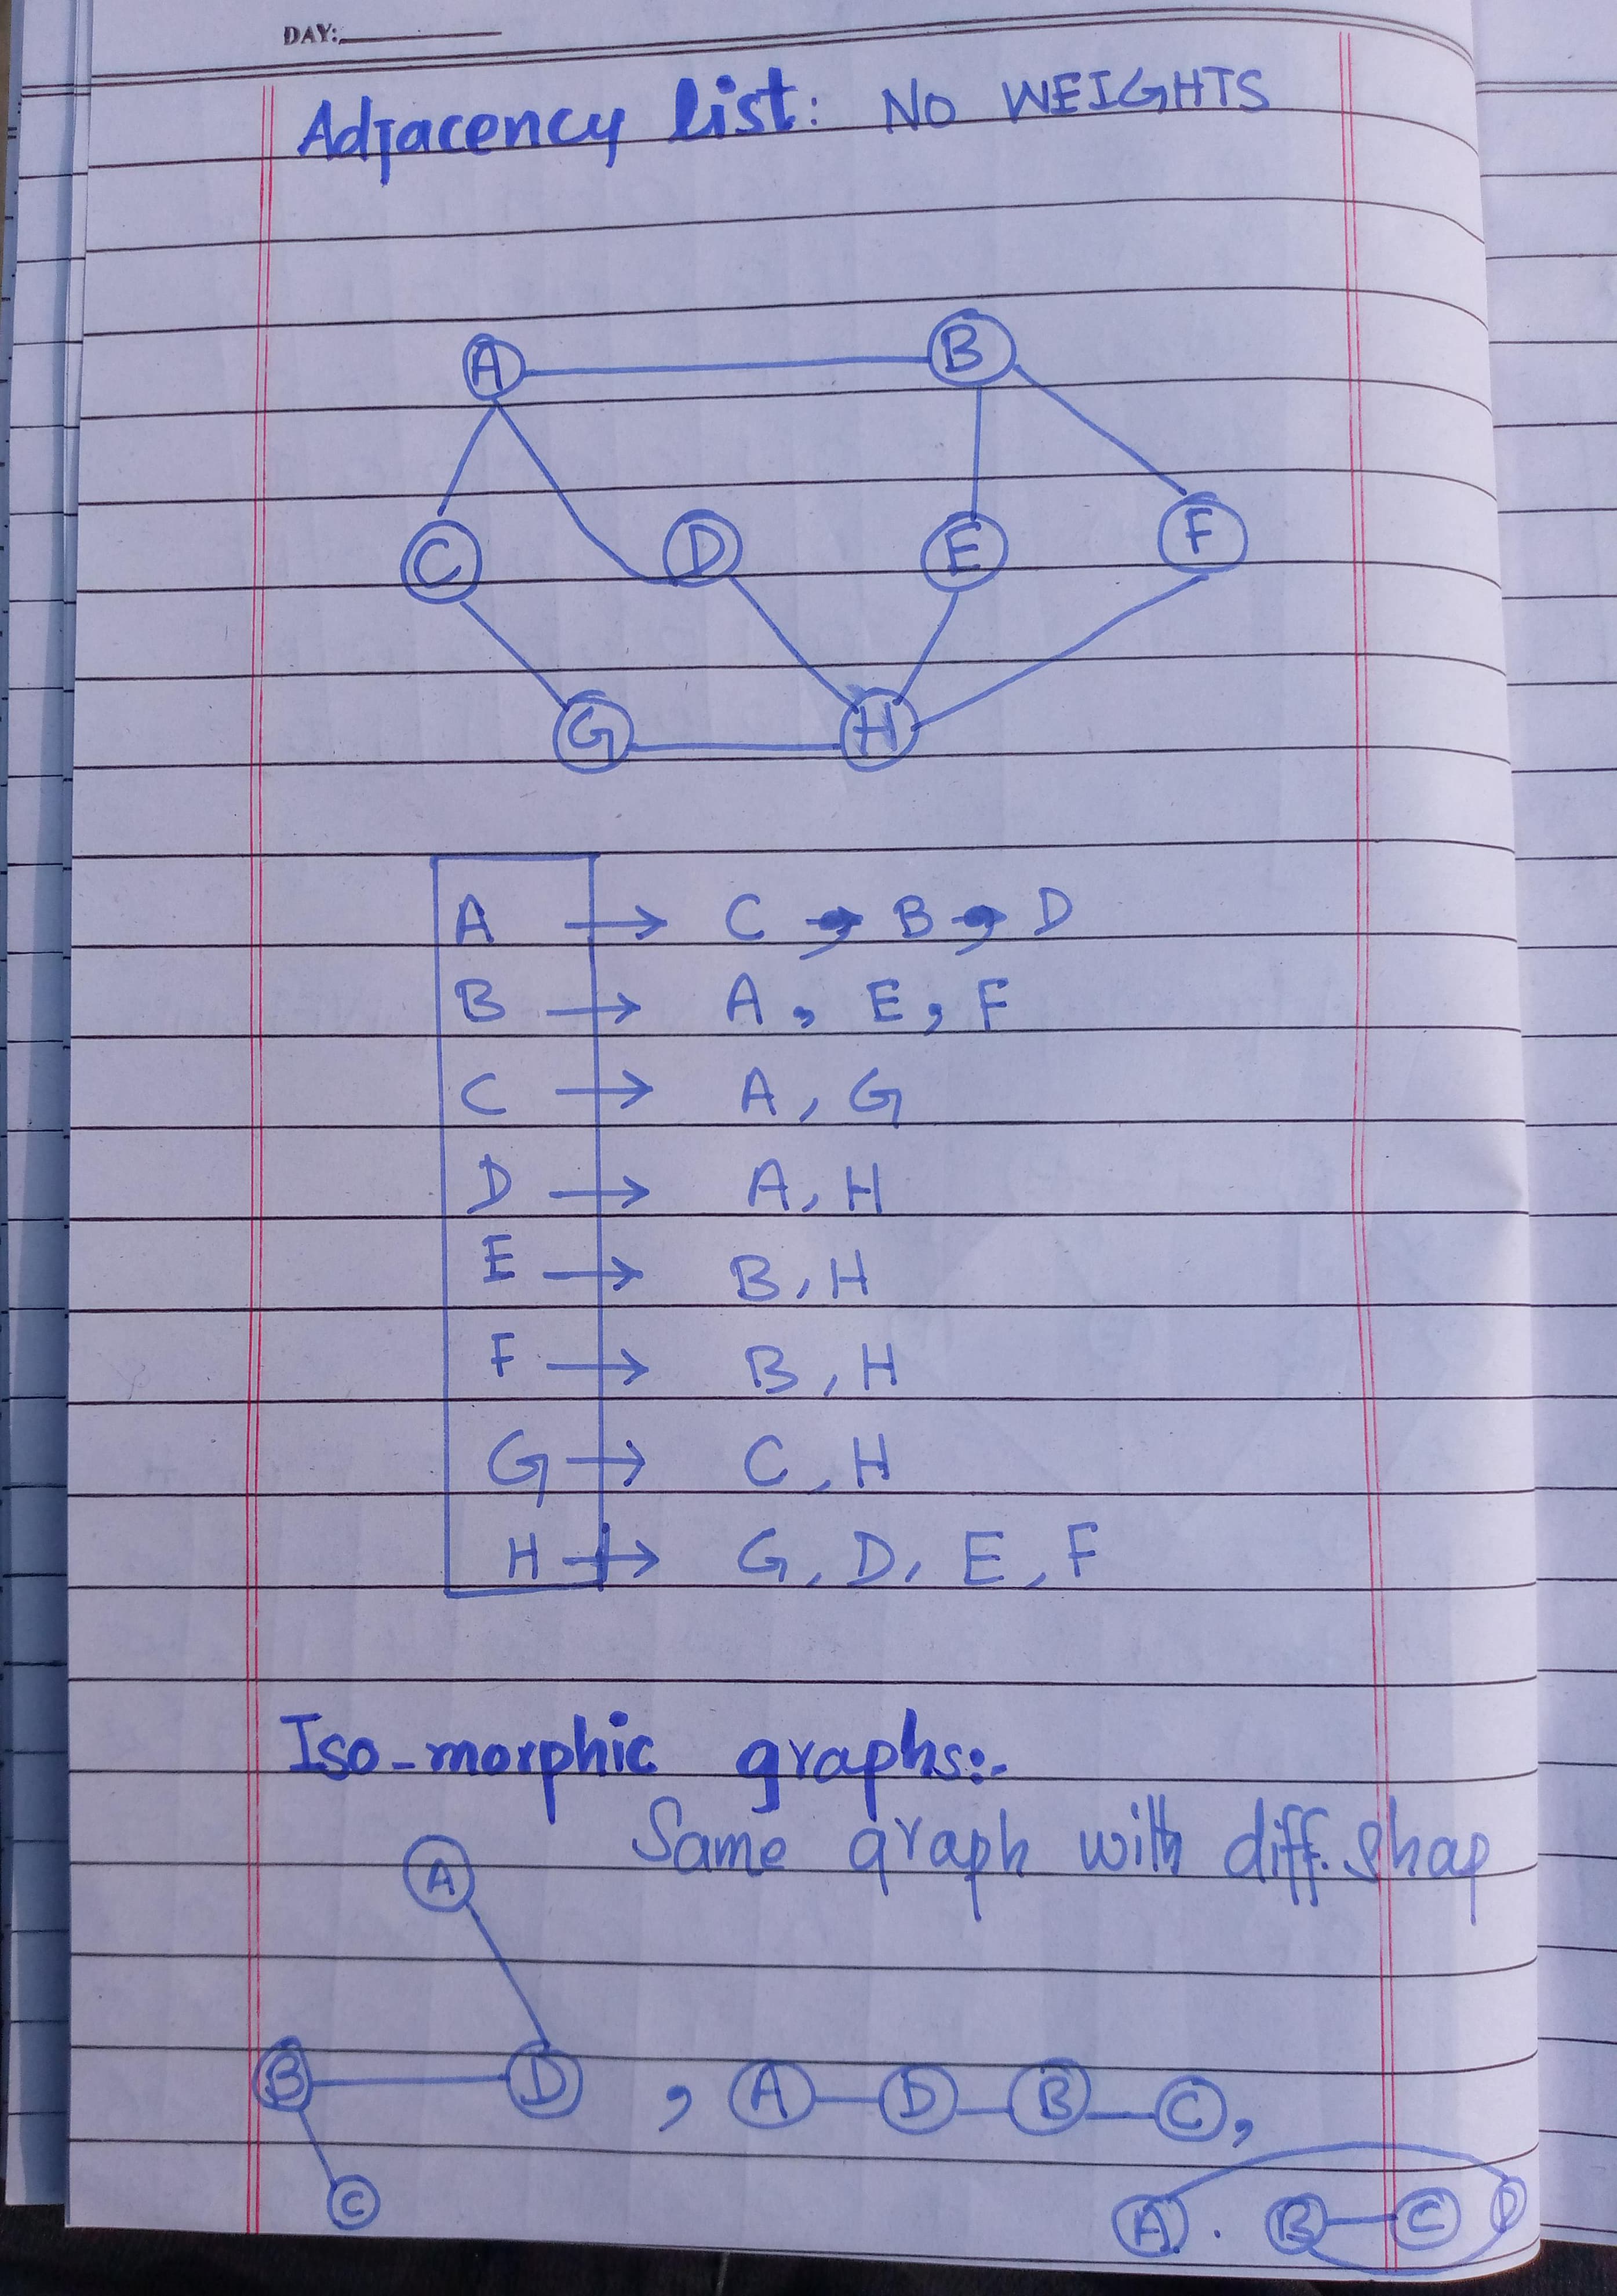 DAY:
Adjacency list: NO WEIGHTS
A B
C D E F
G H
A → C , B , D
B → A, E, F
C → A, G
D → A, H
E → B, H
F → B, H
G → C, H
H → G, D, E, F
Iso-morphic graphs:-
Same graph with diff. shap
A
B D , A D B C,
C
A . B C D